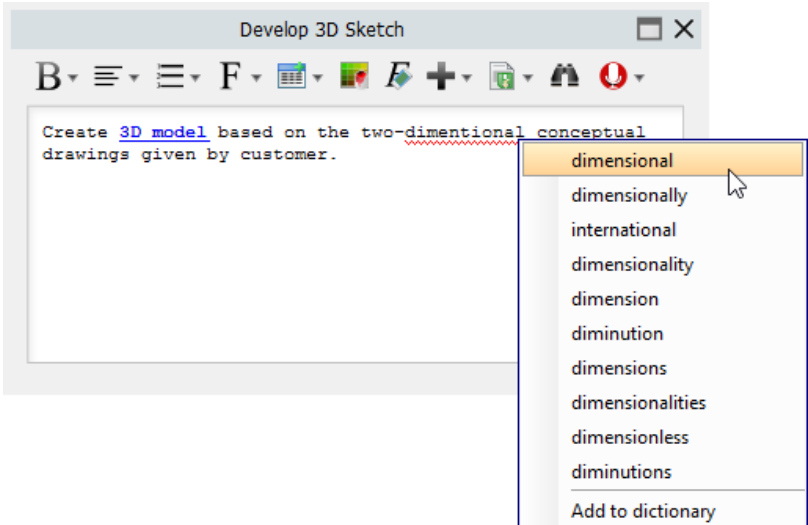 Develop 3D Sketch
B F F
Create 3D model based on the two-dimentional conceptual
drawings given by customer.
dimensional
dimensionally
international
dimensionality
dimension
diminution
dimensions
dimensionalities
dimensionless
diminutions
Add to dictionary